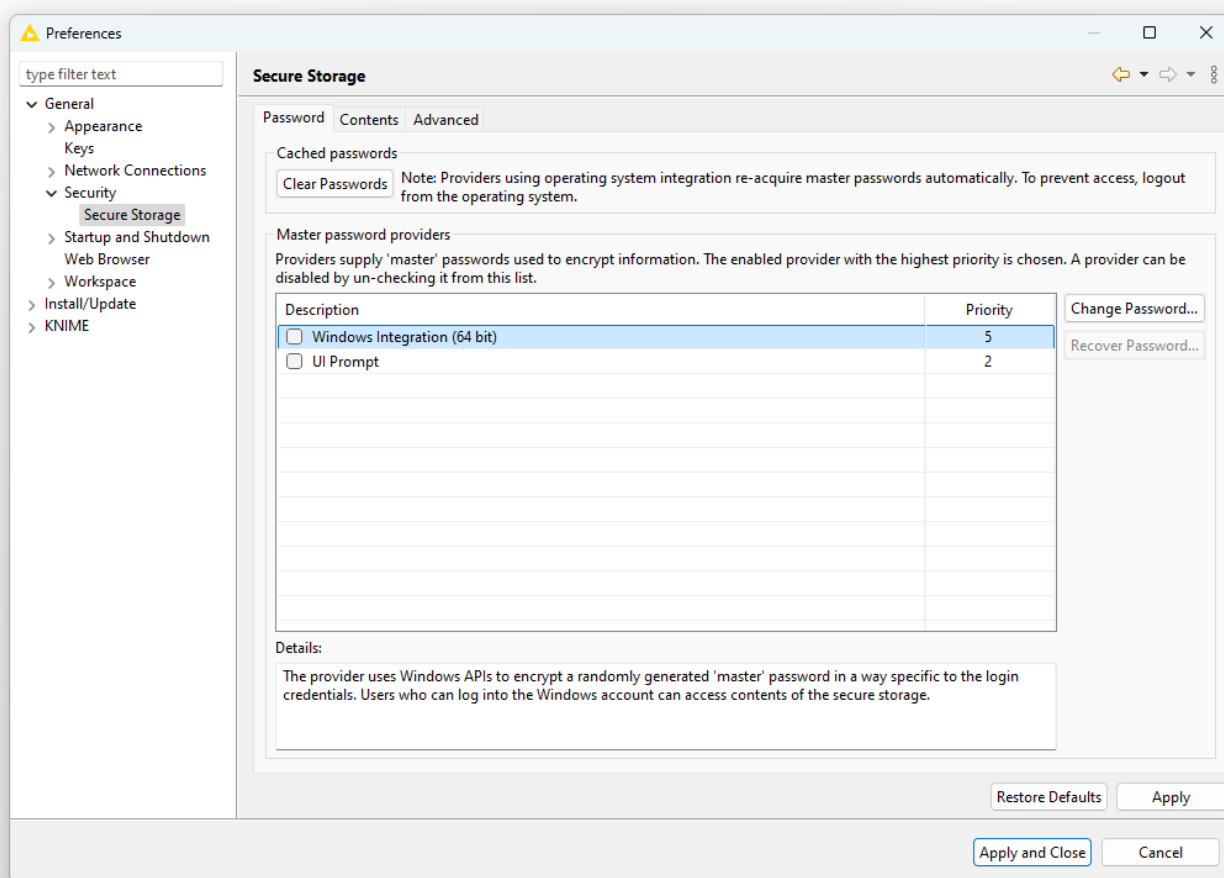 Preferences
type filter text
General
Appearance
Keys
Network Connections
Security
Secure Storage
Startup and Shutdown
Web Browser
Workspace
Install/Update
KNIME
Secure Storage
Password
Contents
Advanced
Cached passwords
Clear Passwords
Note: Providers using operating system integration re-acquire master passwords automatically. To prevent access, logout
from the operating system.
Master password providers
Providers supply 'master' passwords used to encrypt information. The enabled provider with the highest priority is chosen. A provider can be
disabled by un-checking it from this list.
Description Priority
Windows Integration (64 bit) 5
UI Prompt 2
Change Password...
Recover Password...
Details:
The provider uses Windows APIs to encrypt a randomly generated 'master' password in a way specific to the login
credentials. Users who can log into the Windows account can access contents of the secure storage.
Restore Defaults
Apply
Apply and Close
Cancel